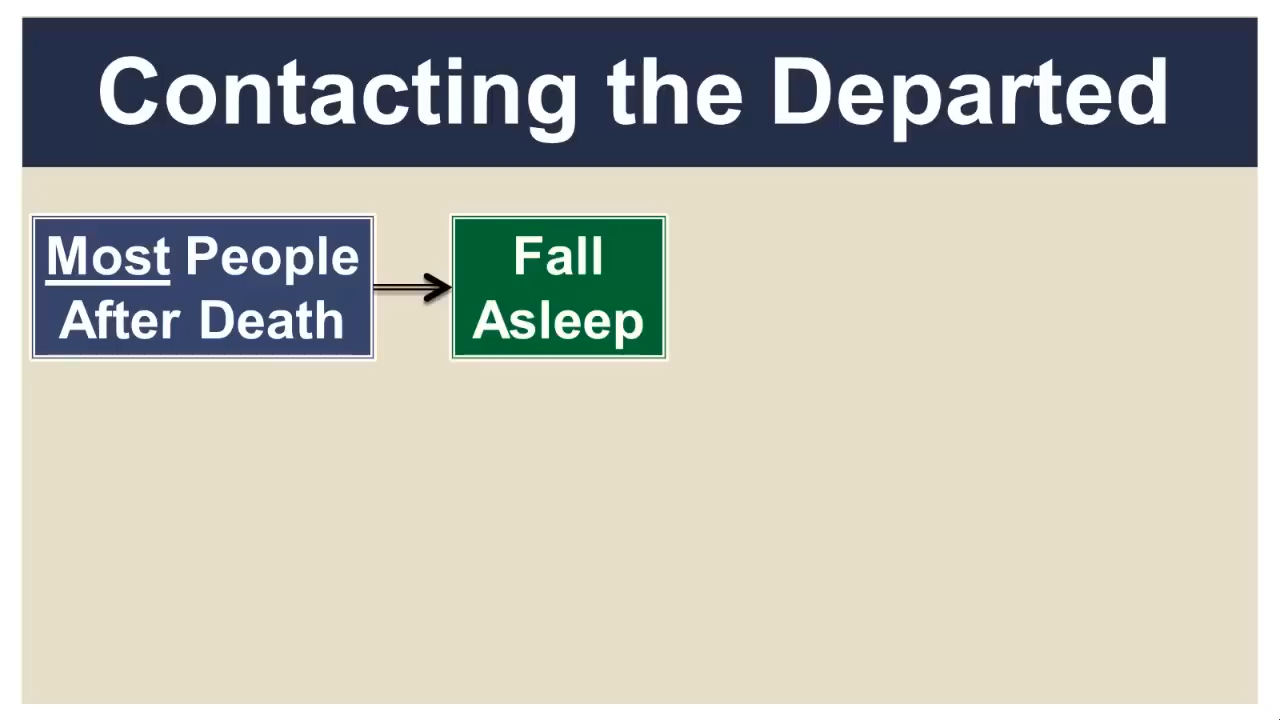 Contacting the Departed
Most People
After Death
Fall
Asleep